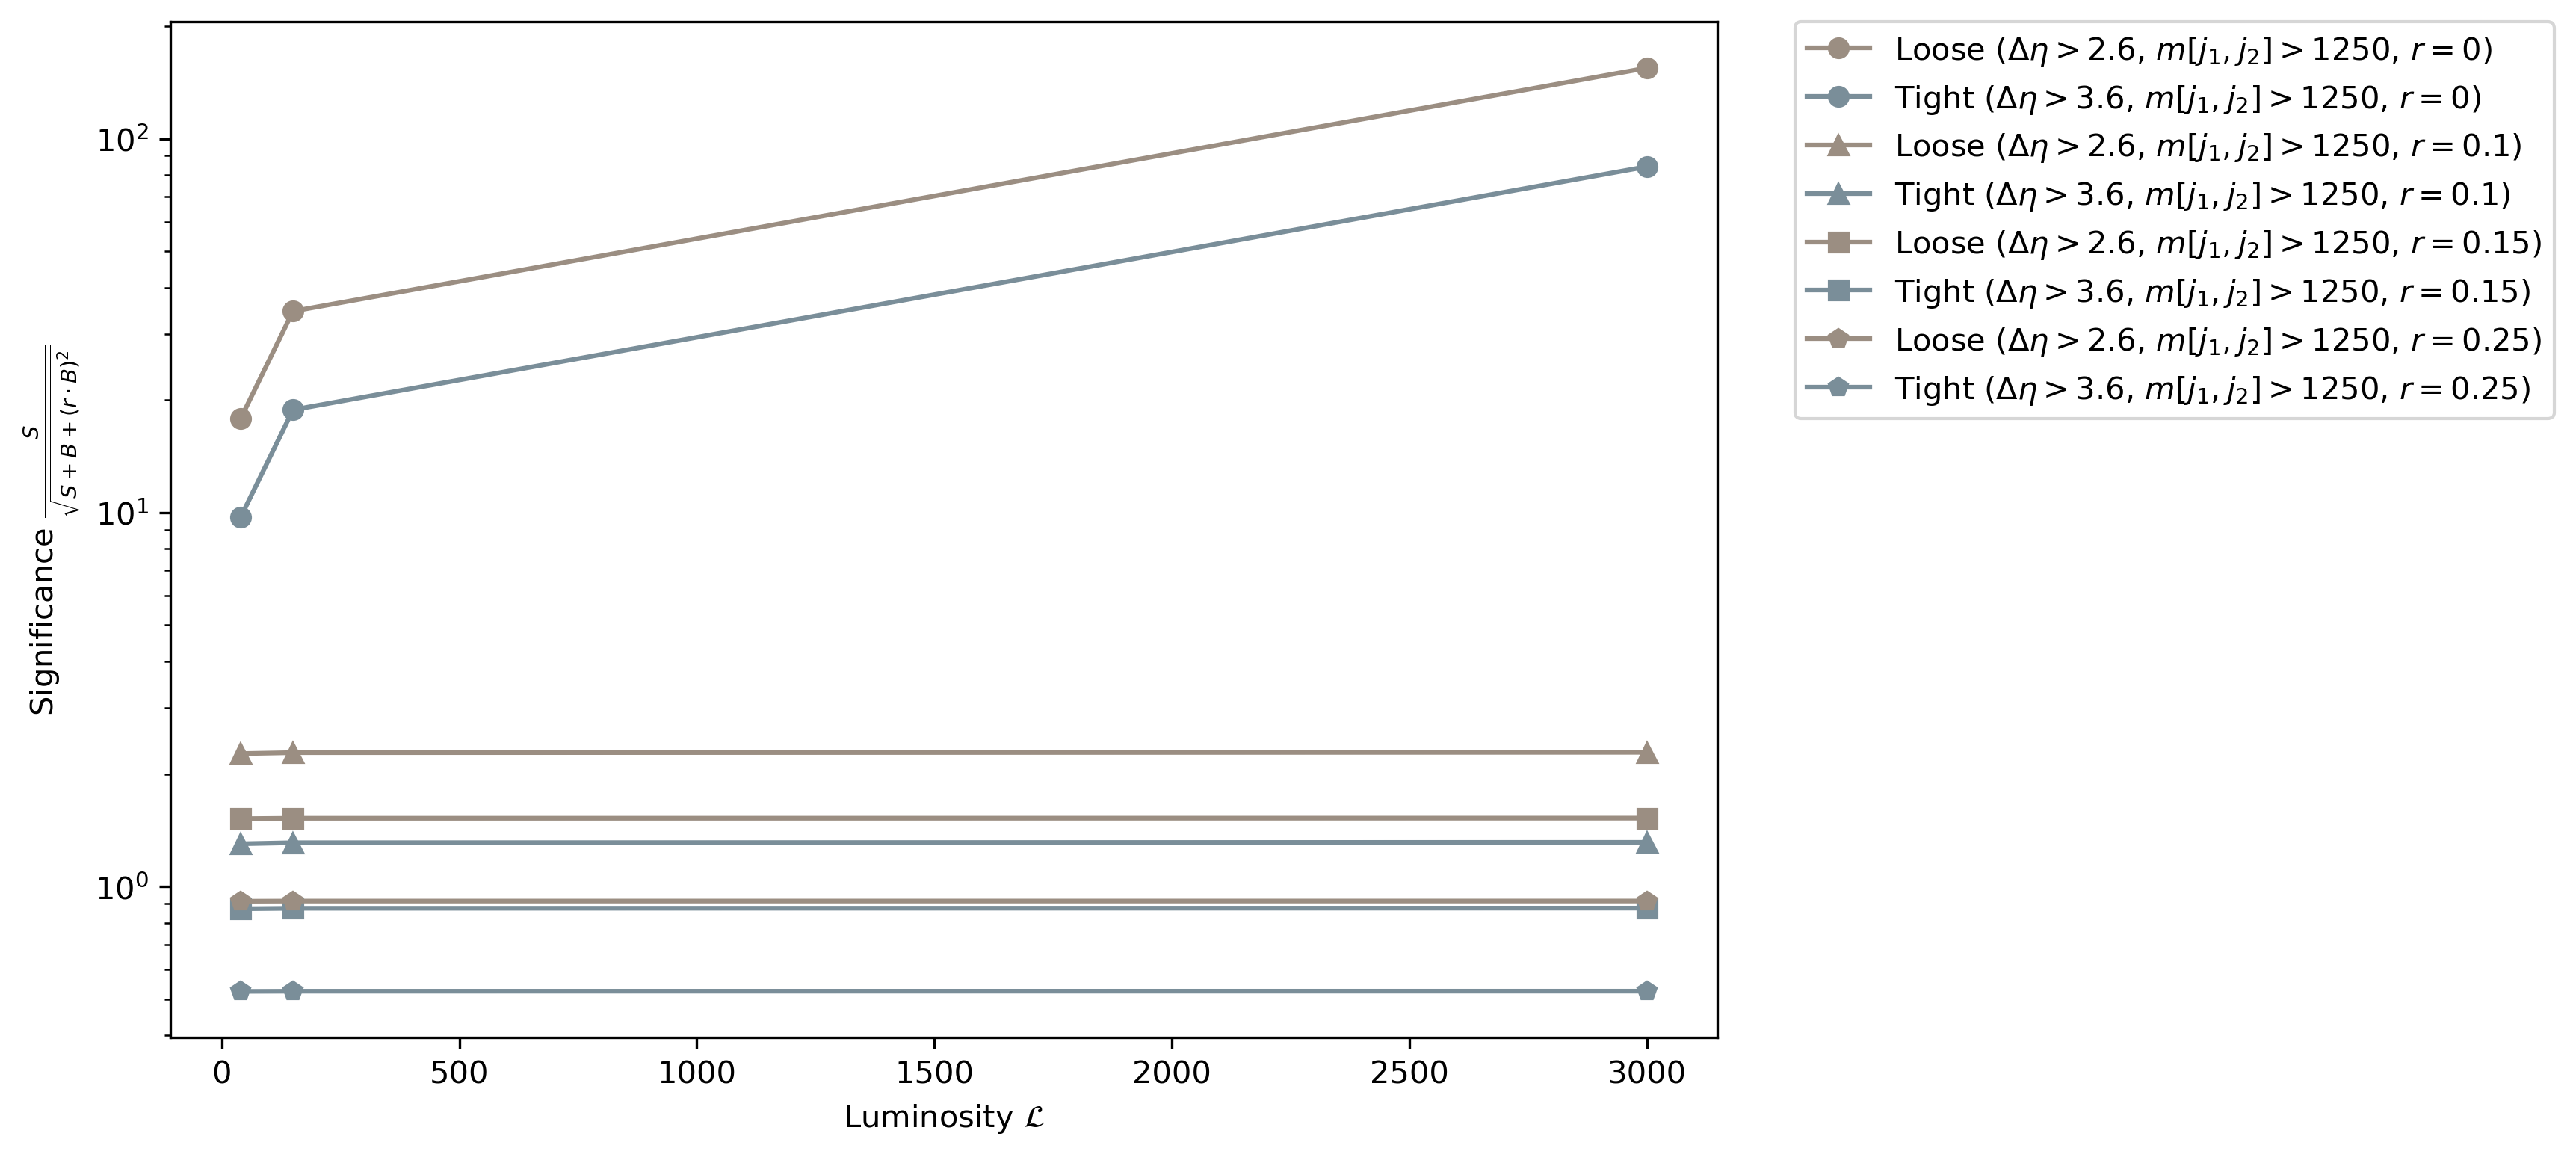 Significance $\frac{S}{\sqrt{S+B+(r\cdot B)^2}}$
10²
10¹
10⁰
0 500 1000 1500 2000 2500 3000
Luminosity ℒ
Loose (Δη > 2.6, m[j₁, j₂] > 1250, r = 0)
Tight (Δη > 3.6, m[j₁, j₂] > 1250, r = 0)
Loose (Δη > 2.6, m[j₁, j₂] > 1250, r = 0.1)
Tight (Δη > 3.6, m[j₁, j₂] > 1250, r = 0.1)
Loose (Δη > 2.6, m[j₁, j₂] > 1250, r = 0.15)
Tight (Δη > 3.6, m[j₁, j₂] > 1250, r = 0.15)
Loose (Δη > 2.6, m[j₁, j₂] > 1250, r = 0.25)
Tight (Δη > 3.6, m[j₁, j₂] > 1250, r = 0.25)